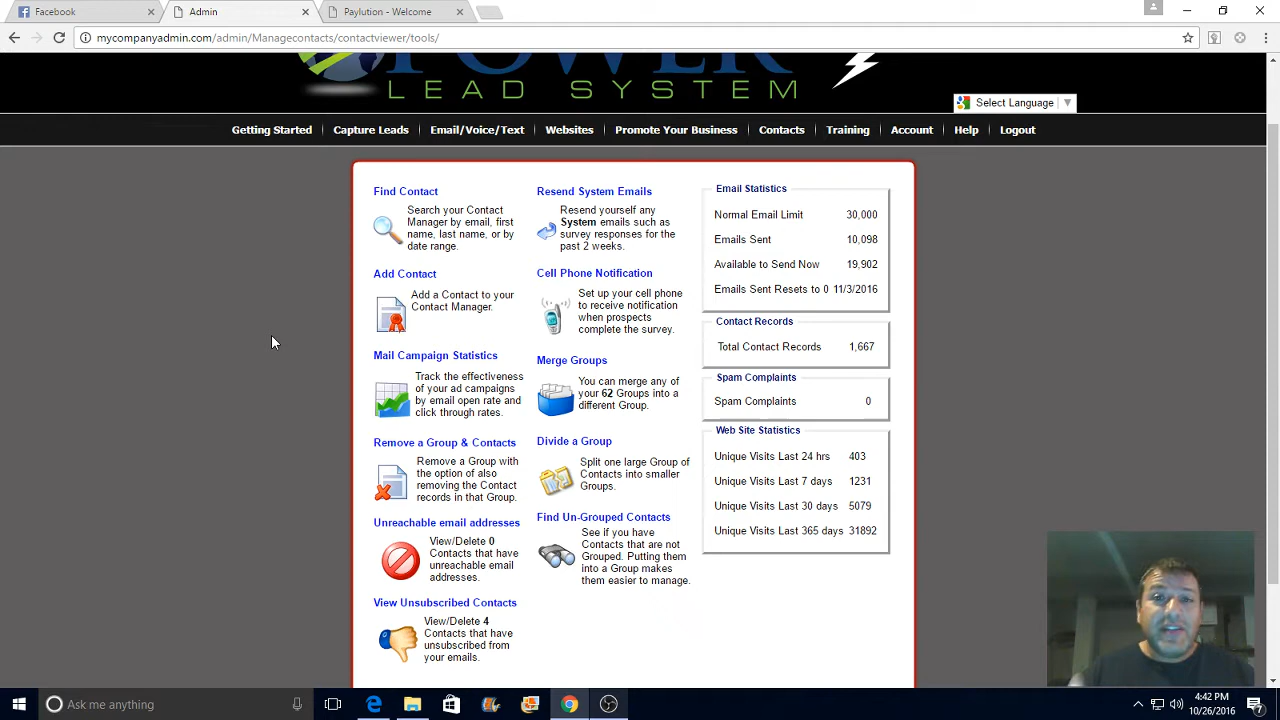 Facebook
Admin
Paylution - Welcome
mycompanyadmin.com/admin/Managecontacts/contactviewer/tools/
POWER
LEAD SYSTEM
Select Language
Getting Started
Capture Leads
Email/Voice/Text
Websites
Promote Your Business
Contacts
Training
Account
Help
Logout
Find Contact
Search your Contact
Manager by email, first
name, last name, or by
date range.
Add Contact
Add a Contact to your
Contact Manager.
Mail Campaign Statistics
Track the effectiveness
of your ad campaigns
by email open rate and
click through rates.
Remove a Group & Contacts
Remove a Group with
the option of also
removing the Contact
records in that Group.
Unreachable email addresses
View/Delete 0
Contacts that have
unreachable email
addresses.
View Unsubscribed Contacts
View/Delete 4
Contacts that have
unsubscribed from
your emails.
Resend System Emails
Resend yourself any
System emails such as
survey responses for the
past 2 weeks.
Cell Phone Notification
Set up your cell phone
to receive notification
when prospects
complete the survey.
Merge Groups
You can merge any of
your 62 Groups into a
different Group.
Divide a Group
Split one large Group of
Contacts into smaller
Groups.
Find Un-Grouped Contacts
See if you have
Contacts that are not
Grouped. Putting them
into a Group makes
them easier to manage.
Email Statistics
Normal Email Limit 30,000
Emails Sent 10,098
Available to Send Now 19,902
Emails Sent Resets to 0 11/3/2016
Contact Records
Total Contact Records 1,667
Spam Complaints
Spam Complaints 0
Web Site Statistics
Unique Visits Last 24 hrs 403
Unique Visits Last 7 days 1231
Unique Visits Last 30 days 5079
Unique Visits Last 365 days 31892
Ask me anything
4:42 PM
10/26/2016